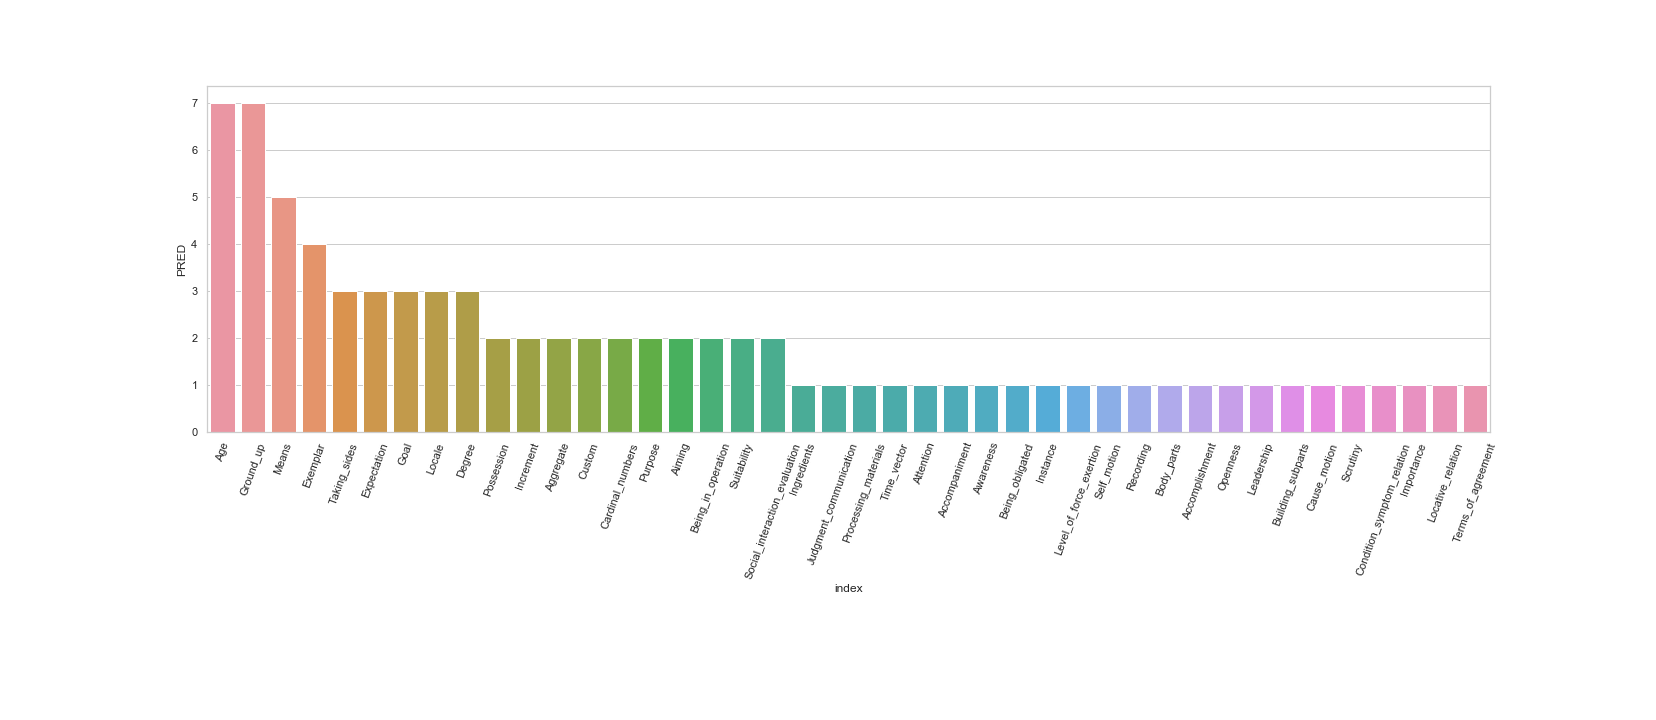 7
6
5
4
3
2
1
0
PRED
Age
Ground_up
Means
Exemplar
Taking_sides
Expectation
Goal
Locale
Degree
Possession
Increment
Aggregate
Custom
Cardinal_numbers
Purpose
Aiming
Being_in_operation
Suitability
Social_interaction_evaluation
Ingredients
Judgment_communication
Processing_materials
Time_vector
Attention
Accompaniment
Awareness
Being_obligated
Instance
Level_of_force_exertion
Self_motion
Recording
Body_parts
Accomplishment
Openness
Leadership
Building_subparts
Cause_motion
Scrutiny
Condition_symptom_relation
Importance
Locative_relation
Terms_of_agreement
index